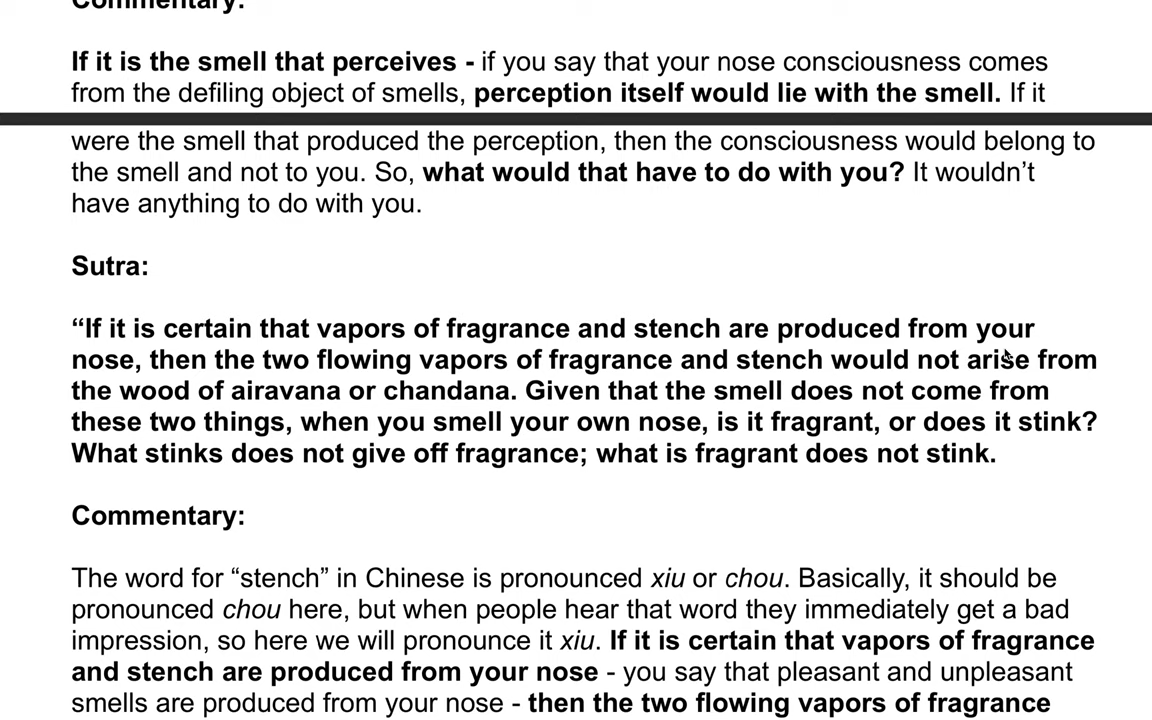 Commentary:
If it is the smell that perceives - if you say that your nose consciousness comes
from the defiling object of smells, perception itself would lie with the smell. If it
were the smell that produced the perception, then the consciousness would belong to
the smell and not to you. So, what would that have to do with you? It wouldn’t
have anything to do with you.
Sutra:
“If it is certain that vapors of fragrance and stench are produced from your
nose, then the two flowing vapors of fragrance and stench would not arise from
the wood of airavana or chandana. Given that the smell does not come from
these two things, when you smell your own nose, is it fragrant, or does it stink?
What stinks does not give off fragrance; what is fragrant does not stink.
Commentary:
The word for “stench” in Chinese is pronounced xiu or chou. Basically, it should be
pronounced chou here, but when people hear that word they immediately get a bad
impression, so here we will pronounce it xiu. If it is certain that vapors of fragrance
and stench are produced from your nose - you say that pleasant and unpleasant
smells are produced from your nose - then the two flowing vapors of fragrance